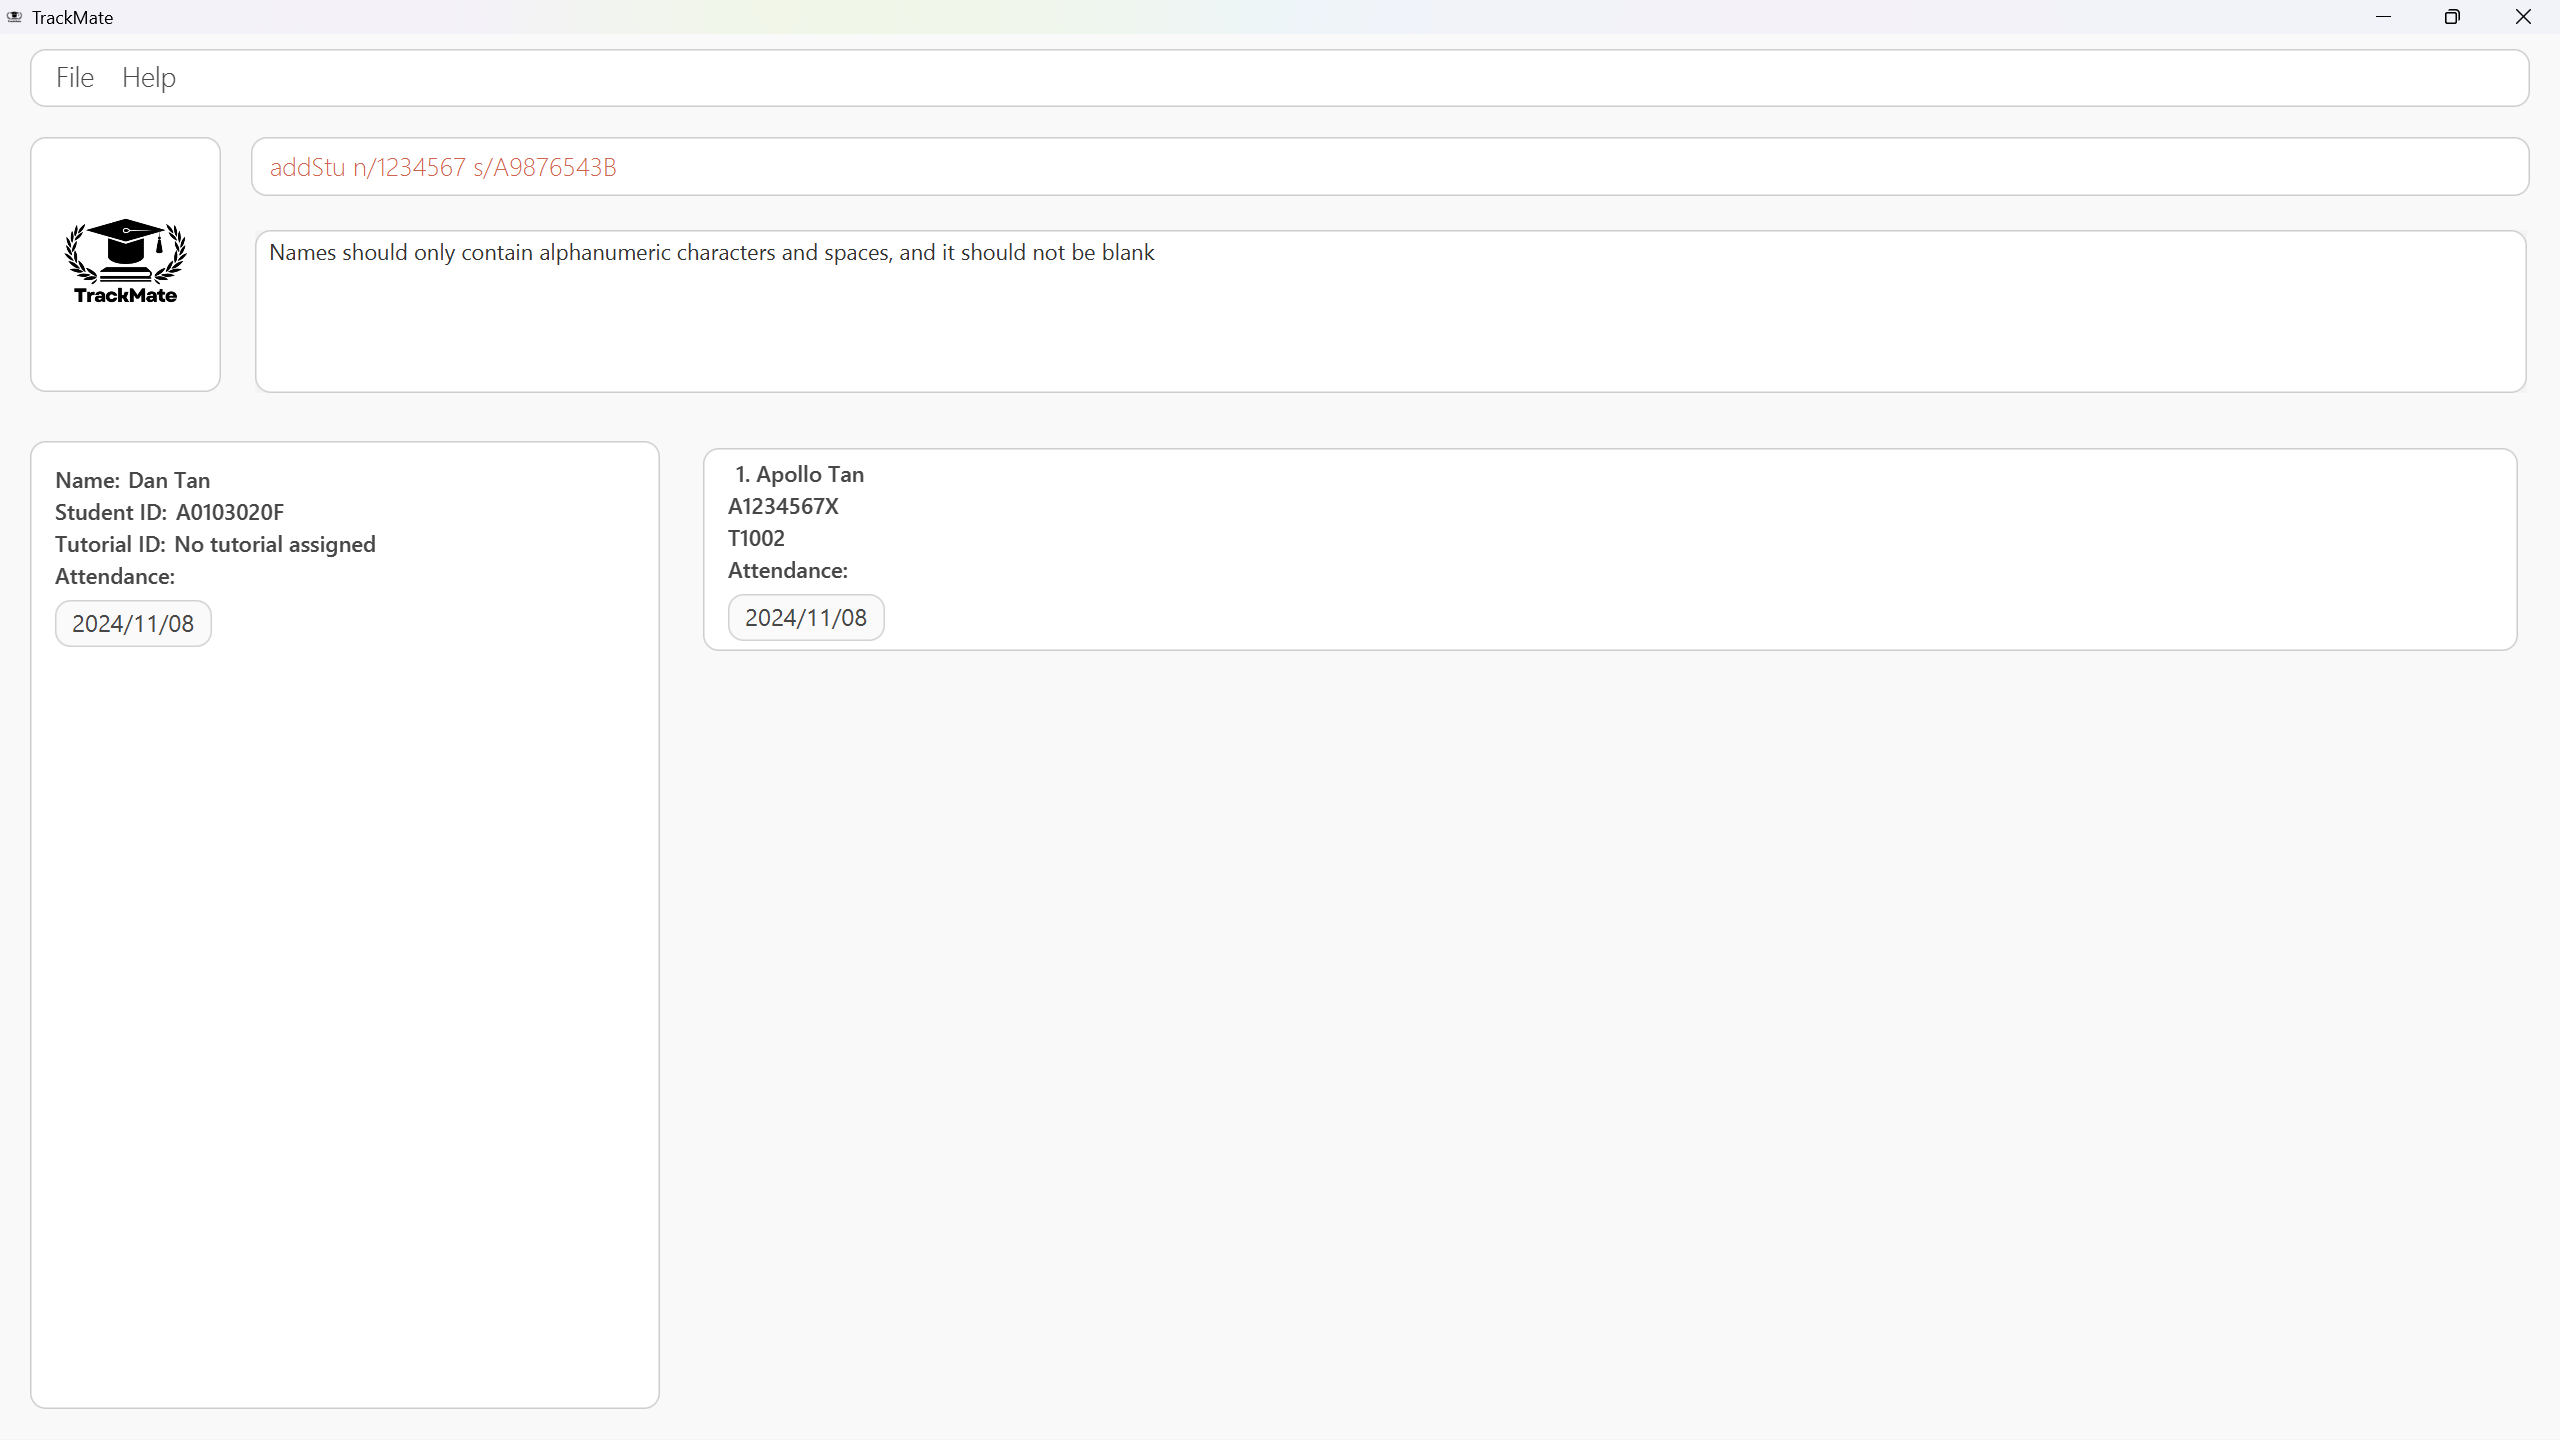 TrackMate
File Help
addStu n/1234567 s/A9876543B
TrackMate
Names should only contain alphanumeric characters and spaces, and it should not be blank
Name: Dan Tan
Student ID: A0103020F
Tutorial ID: No tutorial assigned
Attendance:
2024/11/08
1. Apollo Tan
A1234567X
T1002
Attendance:
2024/11/08